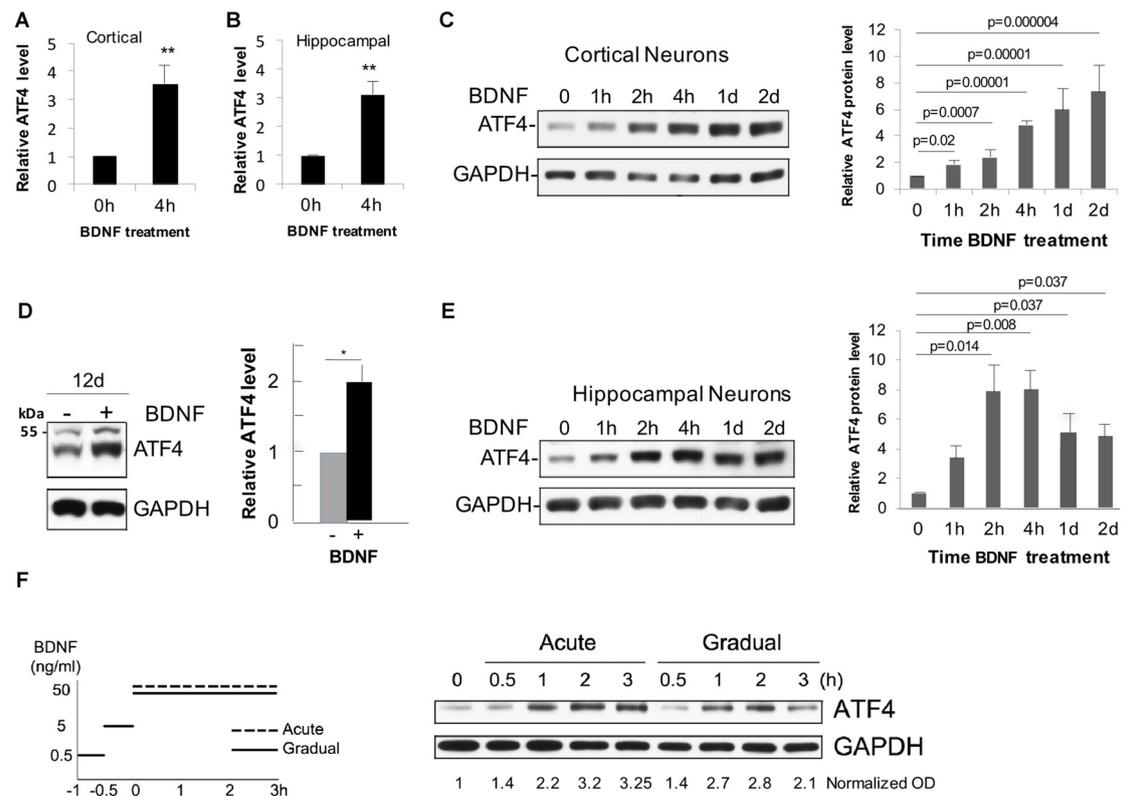 A
Cortical
Relative ATF4 level
5
4
3
2
1
0
**
0h 4h
BDNF treatment
B
Hippocampal
Relative ATF4 level
5
4
3
2
1
0
**
0h 4h
BDNF treatment
C
Cortical Neurons
BDNF 0 1h 2h 4h 1d 2d
ATF4-
GAPDH-
Relative ATF4 protein level
12
10
8
6
4
2
0
p=0.000004
p=0.00001
p=0.00001
p=0.0007
p=0.02
0 1h 2h 4h 1d 2d
Time BDNF treatment
D
12d
kDa - + BDNF
55 -
ATF4
GAPDH
Relative ATF4 level
2
1
0
*
- +
BDNF
E
Hippocampal Neurons
BDNF 0 1h 2h 4h 1d 2d
ATF4-
GAPDH-
Relative ATF4 protein level
12
10
8
6
4
2
0
p=0.037
p=0.037
p=0.008
p=0.014
0 1h 2h 4h 1d 2d
Time BDNF treatment
F
BDNF
(ng/ml)
50
5
0.5
Acute
Gradual
-1 -0.5 0 1 2 3h
Acute Gradual
0 0.5 1 2 3 0.5 1 2 3 (h)
ATF4
GAPDH
1 1.4 2.2 3.2 3.25 1.4 2.7 2.8 2.1 Normalized OD